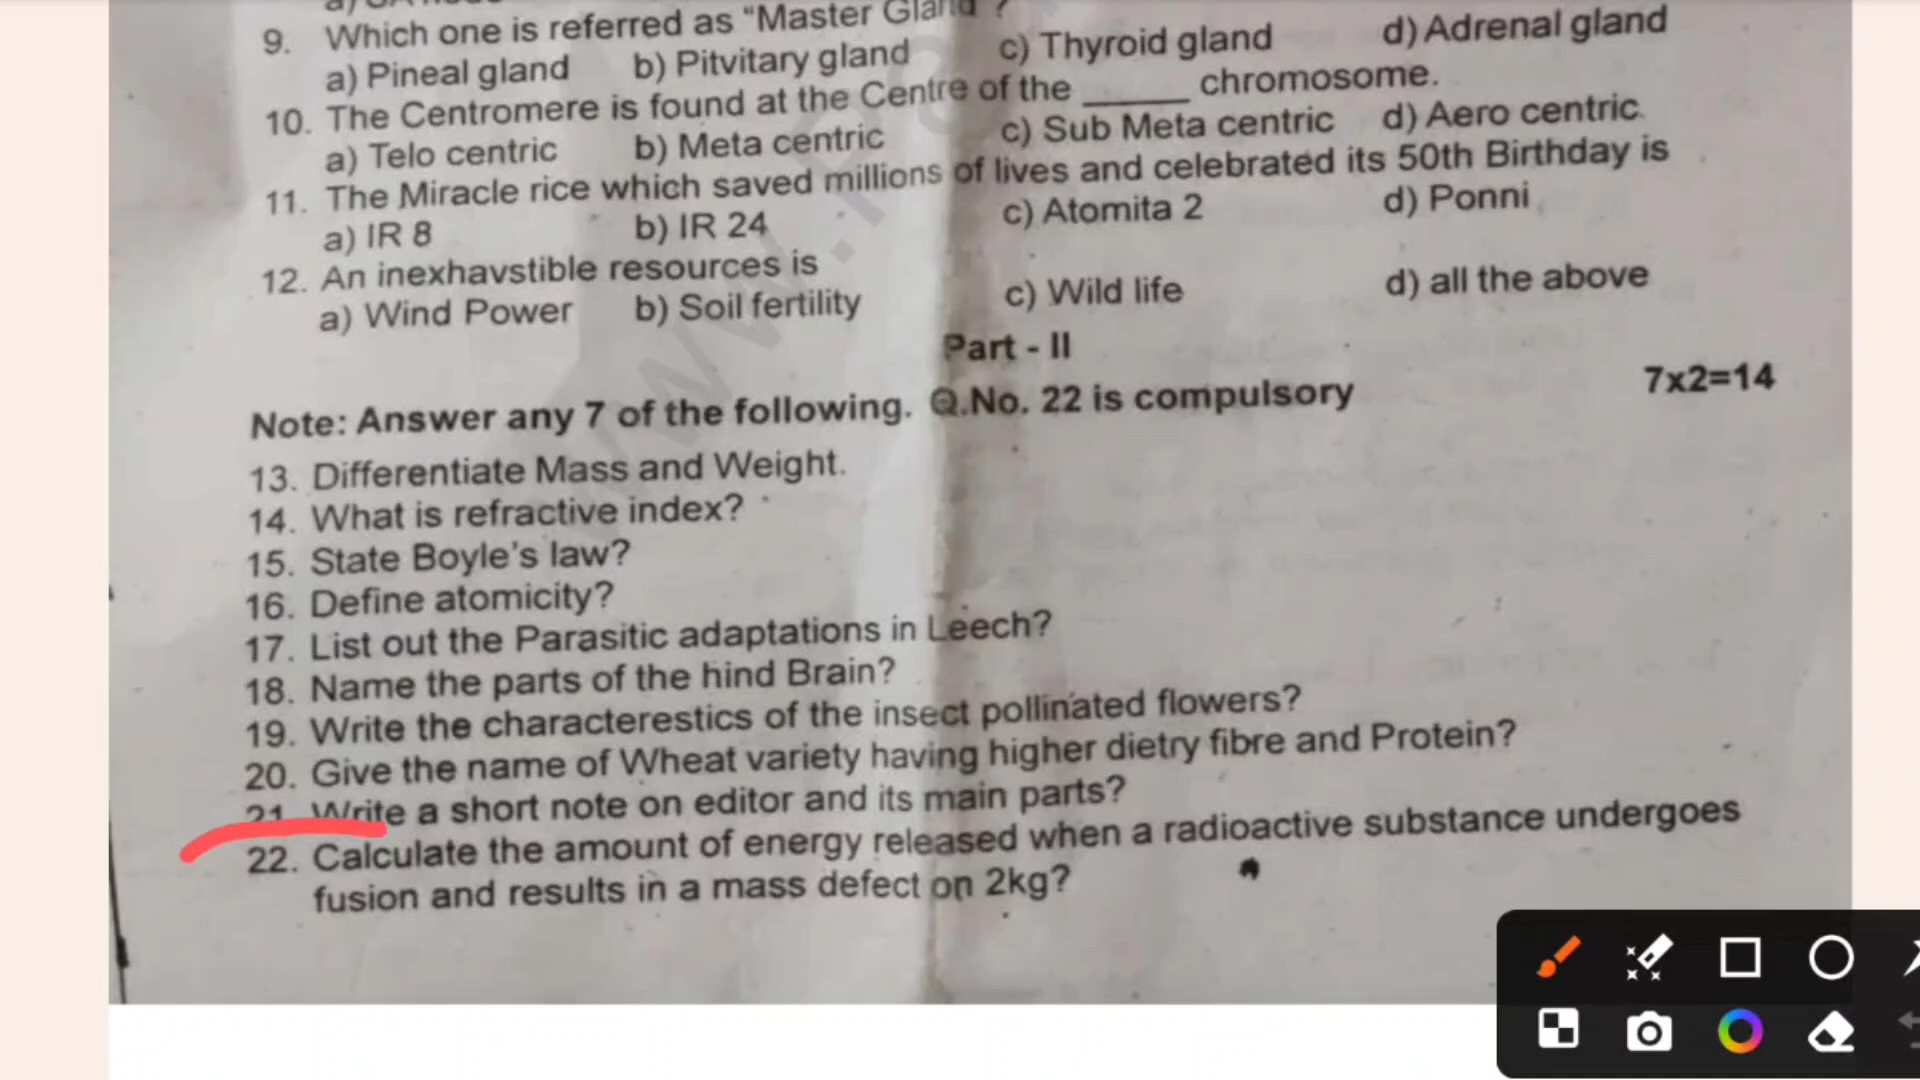 9. Which one is referred as "Master Gland ?
a) Pineal gland b) Pitvitary gland c) Thyroid gland d) Adrenal gland
10. The Centromere is found at the Centre of the ______ chromosome.
a) Telo centric b) Meta centric c) Sub Meta centric d) Aero centric
11. The Miracle rice which saved millions of lives and celebrated its 50th Birthday is
a) IR 8 b) IR 24 c) Atomita 2 d) Ponni
12. An inexhavstible resources is
a) Wind Power b) Soil fertility c) Wild life d) all the above
Part - II
Note: Answer any 7 of the following. Q.No. 22 is compulsory 7x2=14
13. Differentiate Mass and Weight.
14. What is refractive index?
15. State Boyle's law?
16. Define atomicity?
17. List out the Parasitic adaptations in Leech?
18. Name the parts of the hind Brain?
19. Write the characterestics of the insect pollinated flowers?
20. Give the name of Wheat variety having higher dietry fibre and Protein?
21. Write a short note on editor and its main parts?
22. Calculate the amount of energy released when a radioactive substance undergoes
fusion and results in a mass defect on 2kg?